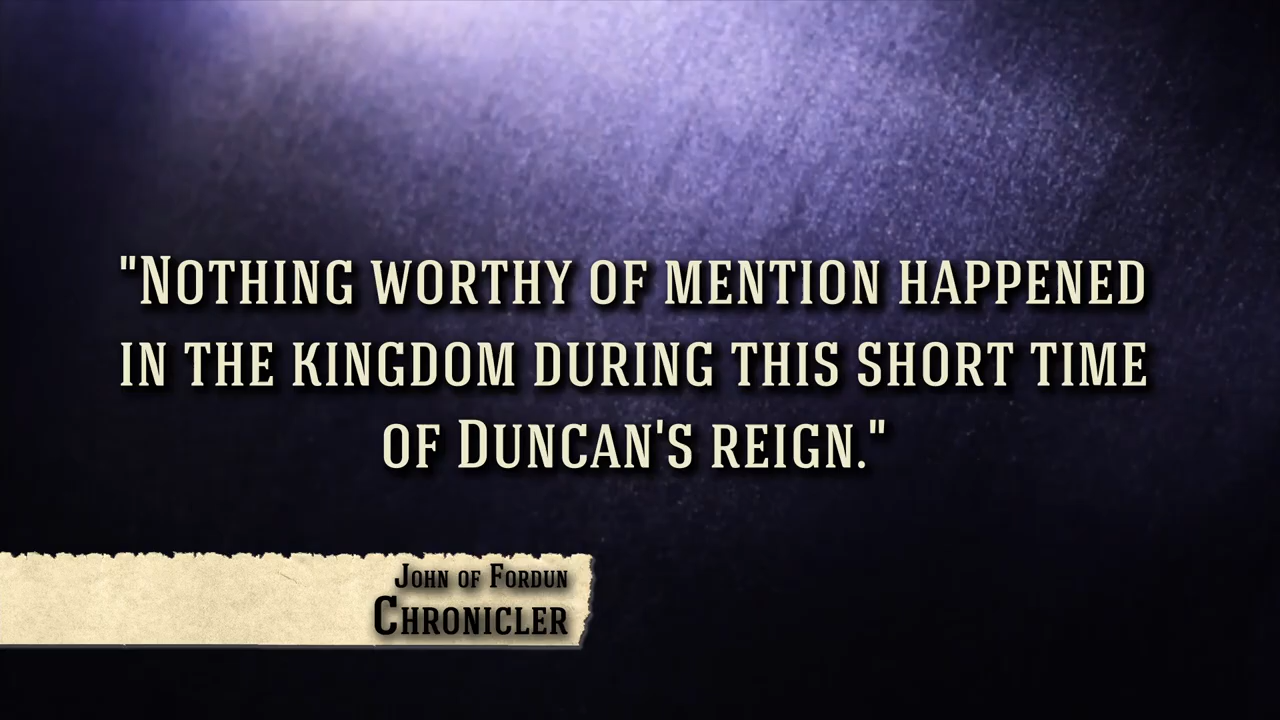 "Nothing worthy of mention happened
in the kingdom during this short time
of Duncan's reign."
John of Fordun
Chronicler